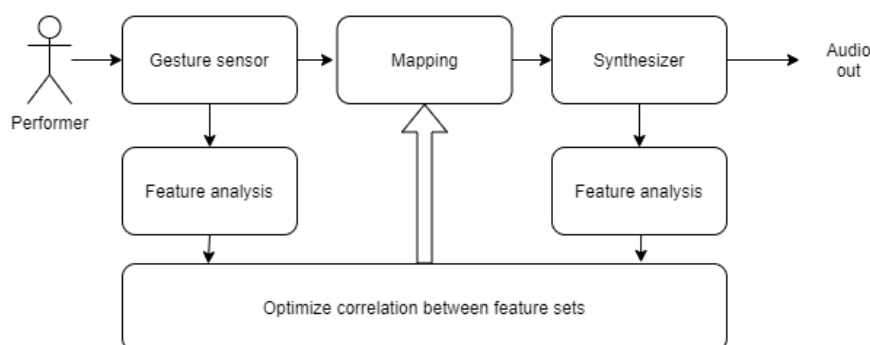 Performer
Gesture sensor
Mapping
Synthesizer
Audio
out
Feature analysis
Feature analysis
Optimize correlation between feature sets